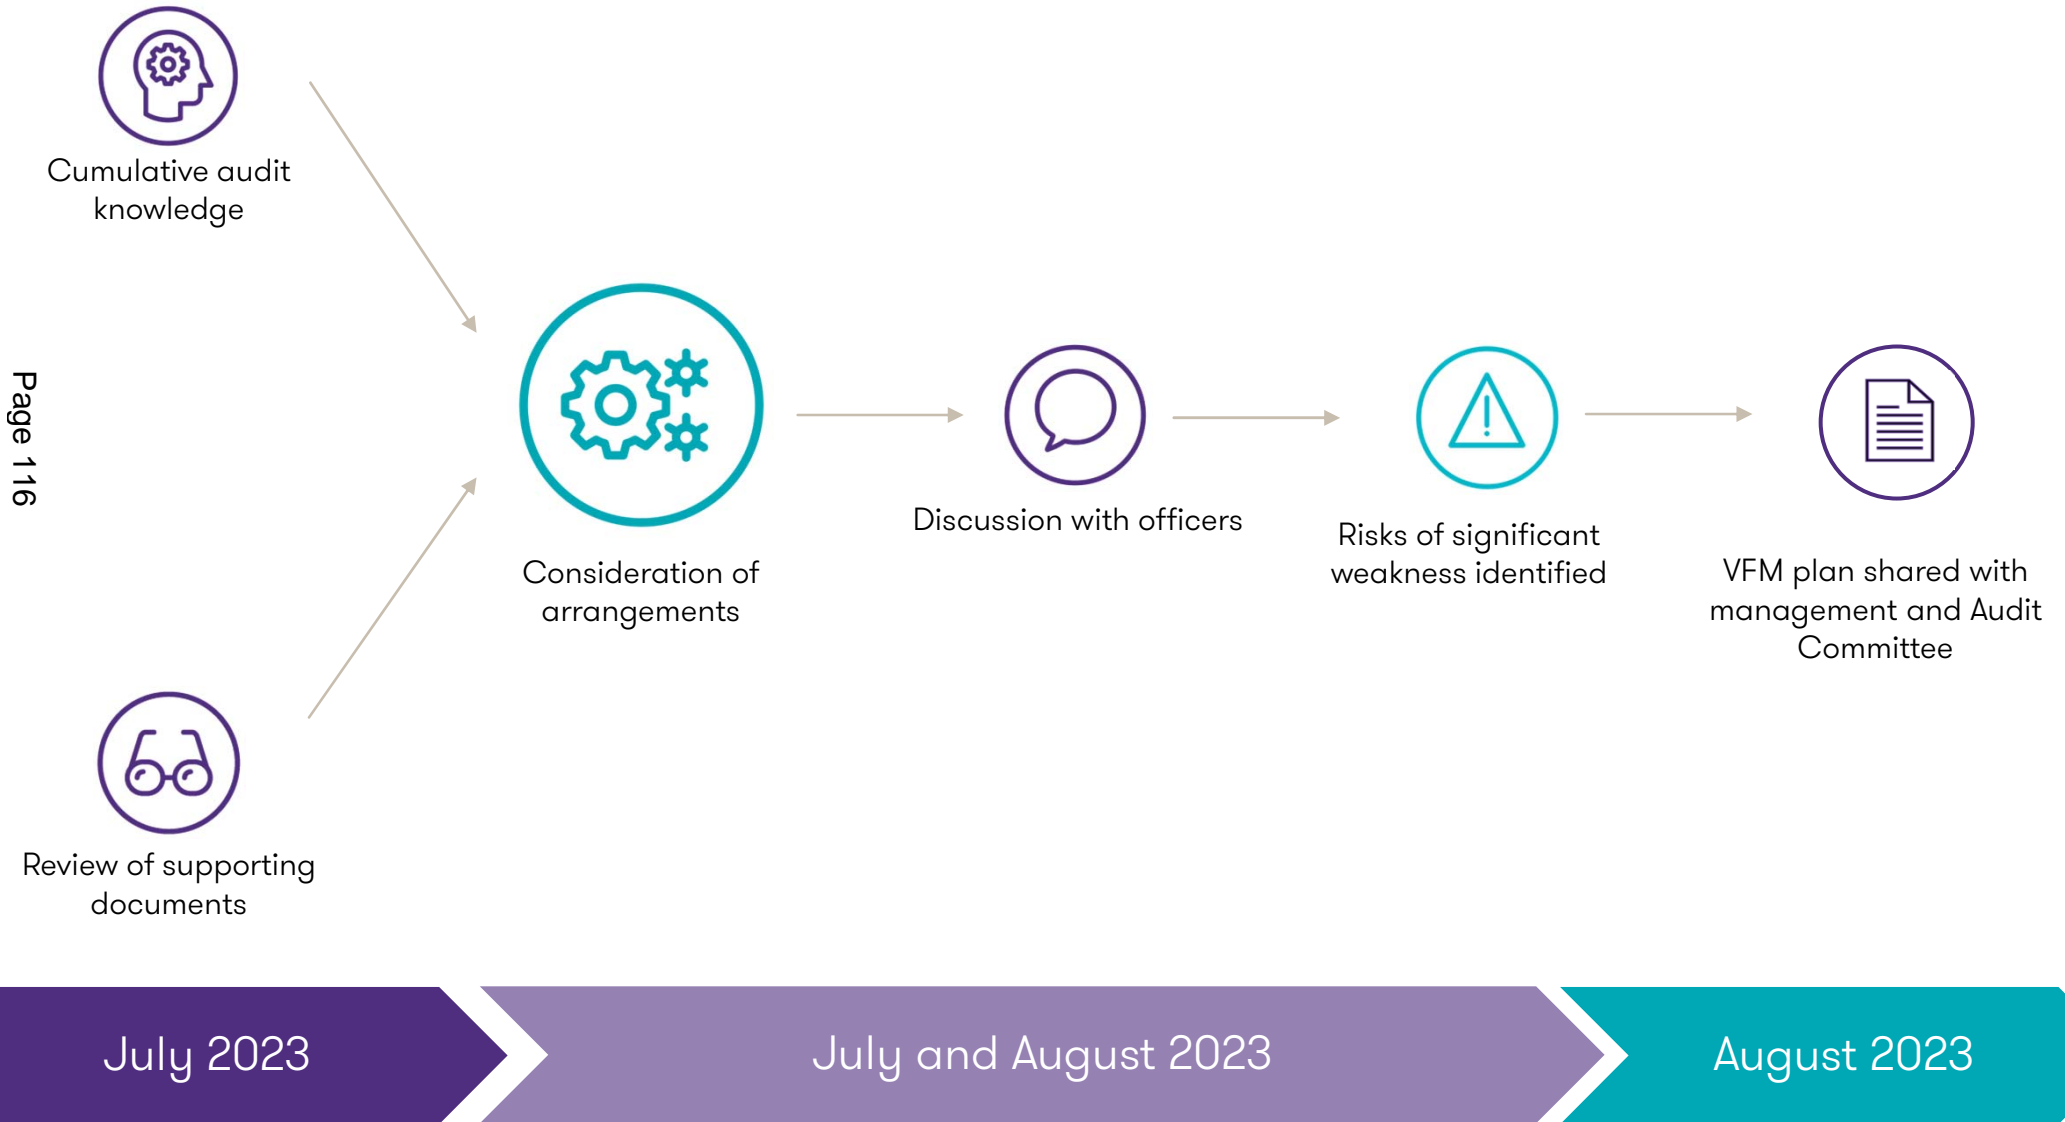 Cumulative audit
knowledge
Page 116
Consideration of
arrangements
Discussion with officers
Risks of significant
weakness identified
VFM plan shared with
management and Audit
Committee
Review of supporting
documents
July 2023
July and August 2023
August 2023